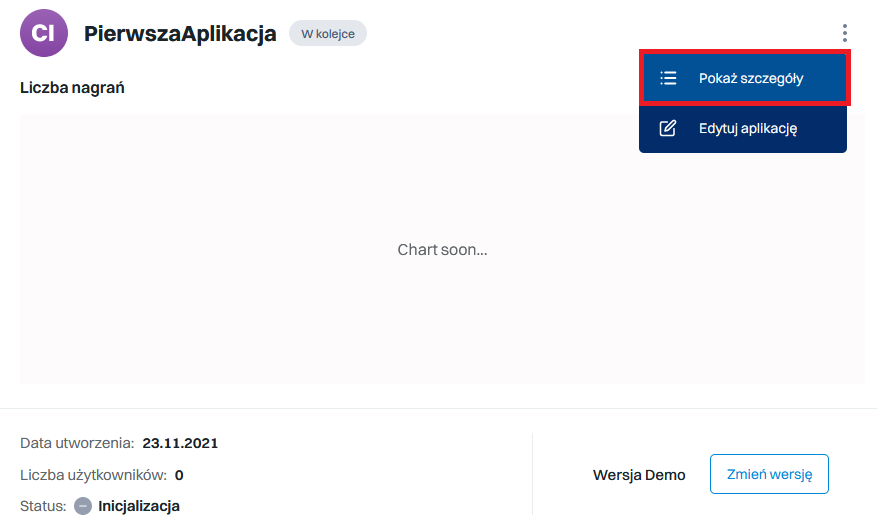 CI PierwszaAplikacja W kolejce
Pokaż szczegóły
Liczba nagrań
Edytuj aplikację
Chart soon...
Data utworzenia: 23.11.2021
Liczba użytkowników: 0
Wersja Demo Zmień wersję
Status: Inicjalizacja